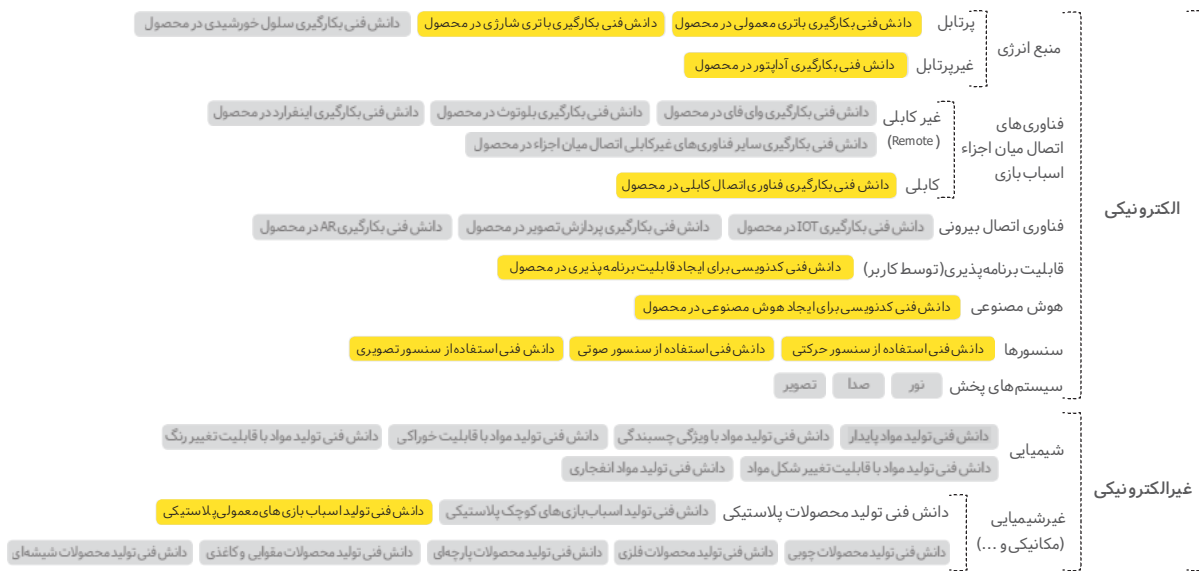 الکترونیکی
منبع انرژی
پرتابل
دانش فنی بکارگیری باتری معمولی در محصول
دانش فنی بکارگیری باتری شارژی در محصول
دانش فنی بکارگیری سلول خورشیدی در محصول
غیرپرتابل
دانش فنی بکارگیری آداپتور در محصول
فناوری‌های
اتصال میان اجزاء
اسباب بازی
غیر کابلی
(Remote)
دانش فنی بکارگیری وای فای در محصول
دانش فنی بکارگیری بلوتوث در محصول
دانش فنی بکارگیری اینفرارد در محصول
دانش فنی بکارگیری سایر فناوری‌های غیرکابلی اتصال میان اجزاء در محصول
کابلی
دانش فنی بکارگیری فناوری اتصال کابلی در محصول
فناوری اتصال بیرونی
دانش فنی بکارگیری IOT در محصول
دانش فنی بکارگیری پردازش تصویر در محصول
دانش فنی بکارگیری AR در محصول
قابلیت برنامه‌پذیری(توسط کاربر)
دانش فنی کدنویسی برای ایجاد قابلیت برنامه پذیری در محصول
هوش مصنوعی
دانش فنی کدنویسی برای ایجاد هوش مصنوعی در محصول
سنسورها
دانش فنی استفاده از سنسور حرکتی
دانش فنی استفاده از سنسور صوتی
دانش فنی استفاده از سنسور تصویری
سیستم‌های پخش
نور
صدا
تصویر
غیرالکترونیکی
شیمیایی
دانش فنی تولید مواد پایدار
دانش فنی تولید مواد با ویژگی چسبندگی
دانش فنی تولید مواد با قابلیت خوراکی
دانش فنی تولید مواد با قابلیت تغییر رنگ
دانش فنی تولید مواد با قابلیت تغییر شکل مواد
دانش فنی تولید مواد انفجاری
غیرشیمیایی
(مکانیکی و ...)
دانش فنی تولید محصولات پلاستیکی
دانش فنی تولید اسباب‌بازی‌های کوچک پلاستیکی
دانش فنی تولید اسباب بازی های معمولی پلاستیکی
دانش فنی تولید محصولات چوبی
دانش فنی تولید محصولات فلزی
دانش فنی تولید محصولات پارچه‌ای
دانش فنی تولید محصولات مقوایی و کاغذی
دانش فنی تولید محصولات شیشه‌ای